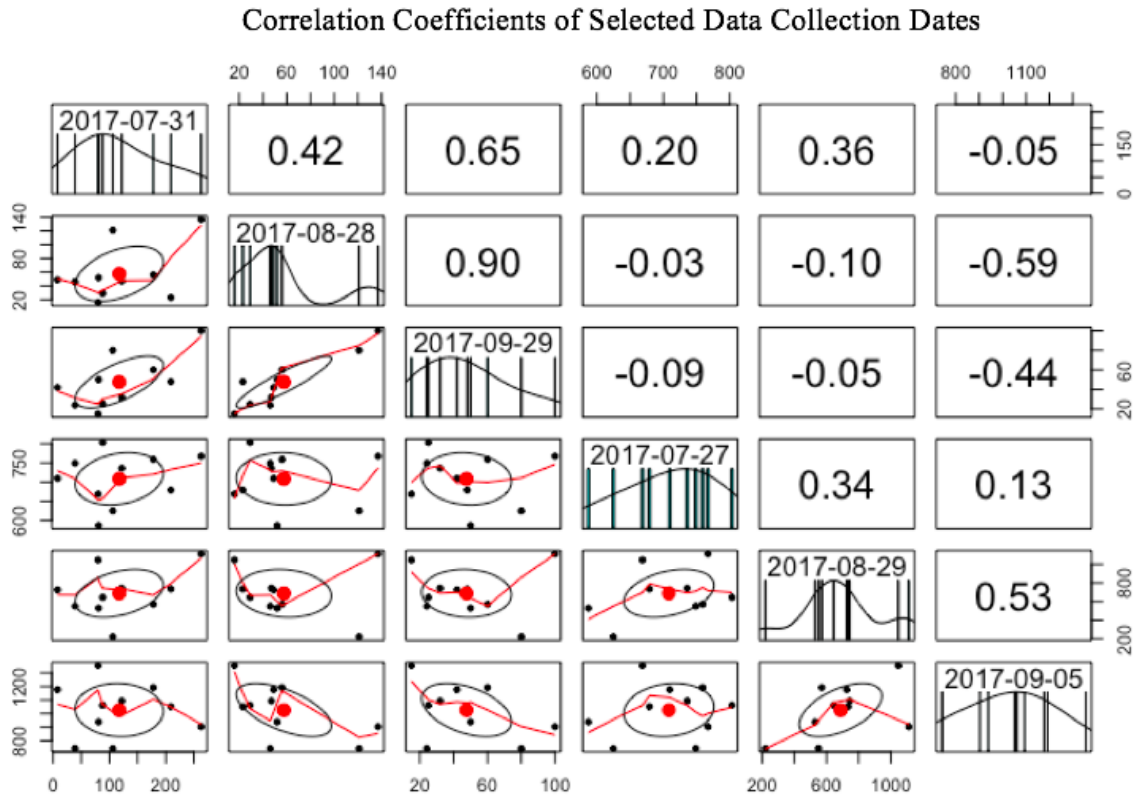 Correlation Coefficients of Selected Data Collection Dates
20 60 100 140 600 700 800 800 1100
2017-07-31 0.42 0.65 0.20 0.36 -0.05 0 150
20 80 140 2017-08-28 0.90 -0.03 -0.10 -0.59
2017-09-29 -0.09 -0.05 -0.44 20 60
600 750 2017-07-27 0.34 0.13
2017-08-29 0.53 200 800
800 1200 2017-09-05
0 100 200 20 60 100 200 600 1000